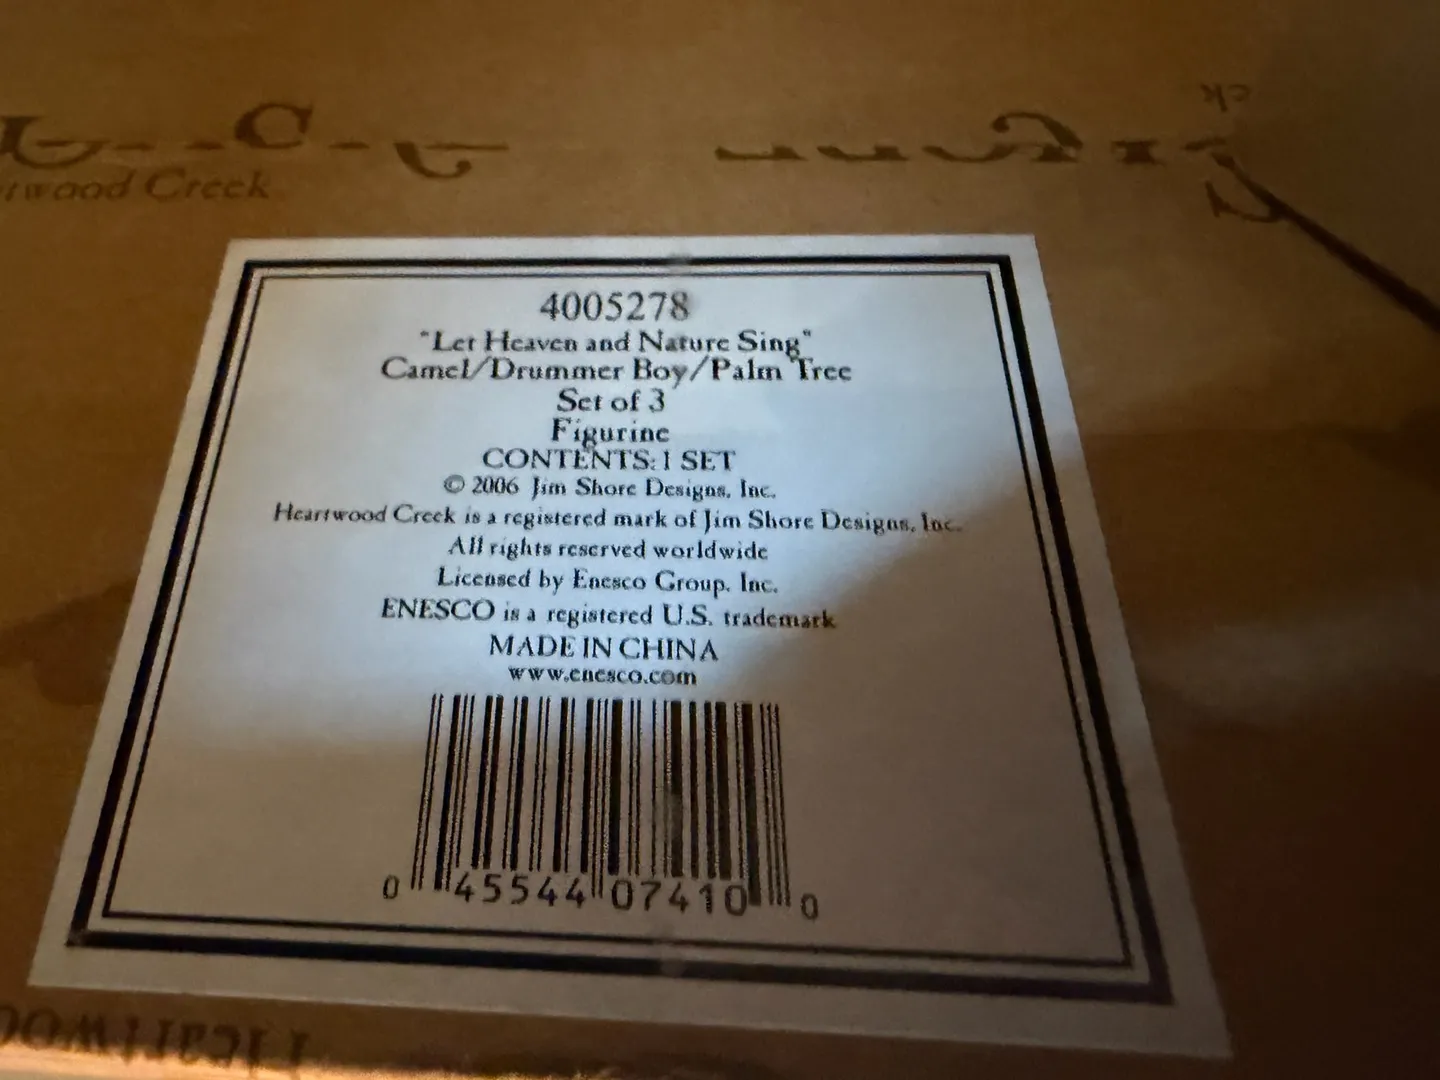 Creek
4005278
"Let Heaven and Nature Sing"
Camel/Drummer Boy/Palm Tree
Set of 3
Figurine
CONTENTS: 1 SET
© 2006 Jim Shore Designs, Inc.
Heartwood Creek is a registered mark of Jim Shore Designs, Inc.
All rights reserved worldwide
Licensed by Enesco Group, Inc.
ENESCO is a registered U.S. trademark
MADE IN CHINA
www.enesco.com
0 45544 07410 0